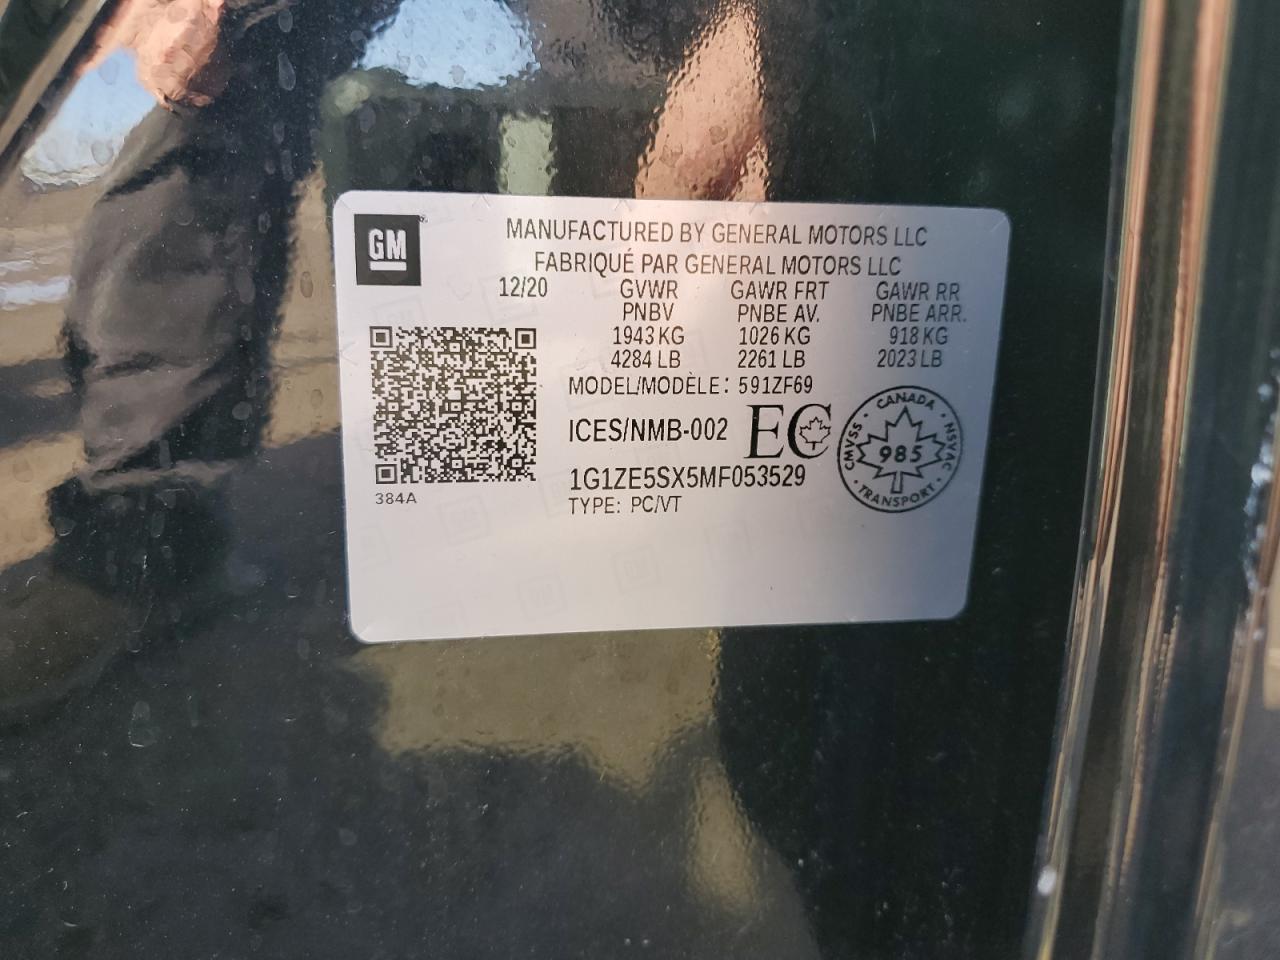 GM
MANUFACTURED BY GENERAL MOTORS LLC
FABRIQUÉ PAR GENERAL MOTORS LLC
12/20 GVWR GAWR FRT GAWR RR
PNBV PNBE AV. PNBE ARR.
1943 KG 1026 KG 918 KG
4284 LB 2261 LB 2023 LB
MODEL/MODÈLE: 591ZF69
ICES/NMB-002 EC
CANADA
CMVSS 985 NSVAC
TRANSPORT
1G1ZE5SX5MF053529
384A
TYPE: PC/VT